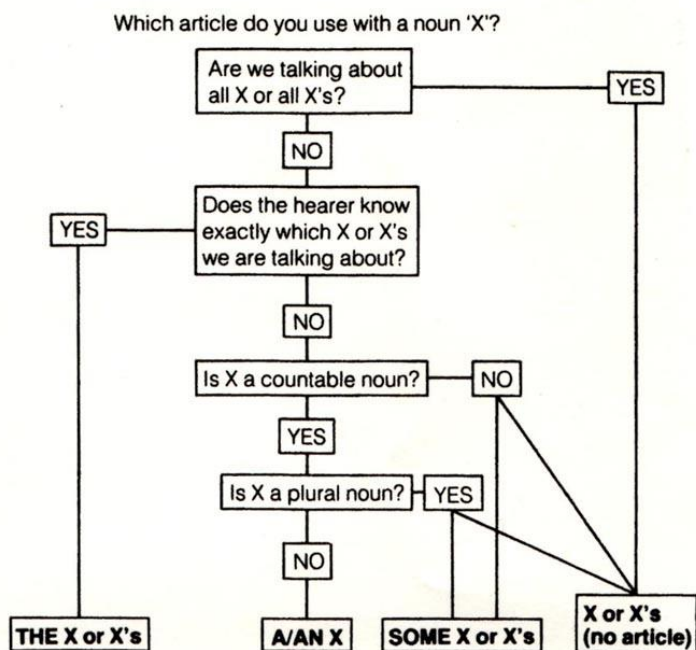 Which article do you use with a noun 'X'?
Are we talking about
all X or all X's?
YES
NO
Does the hearer know
exactly which X or X's
we are talking about?
YES
NO
Is X a countable noun?
NO
YES
Is X a plural noun?
YES
NO
THE X or X's
A/AN X
SOME X or X's
X or X's
(no article)